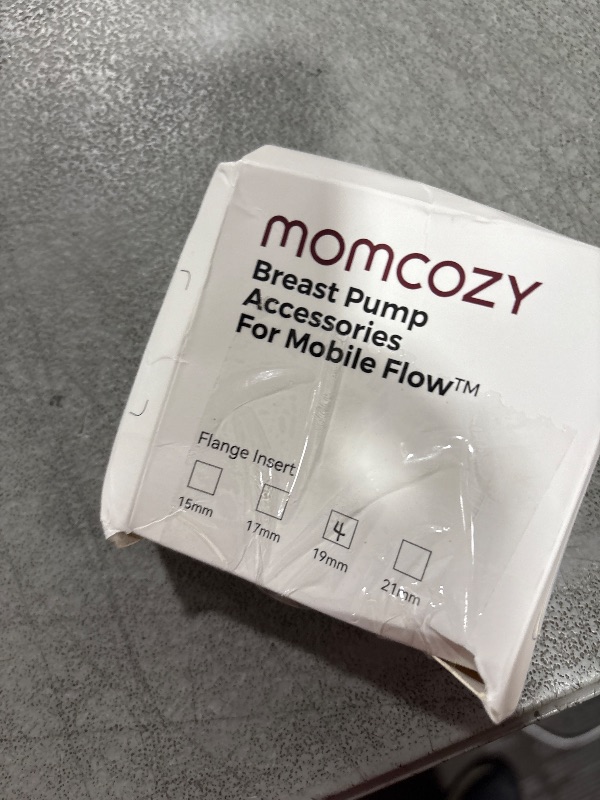 momcozy
Breast Pump
Accessories
For Mobile Flow™
Flange Insert
15mm
17mm
4
19mm
21mm